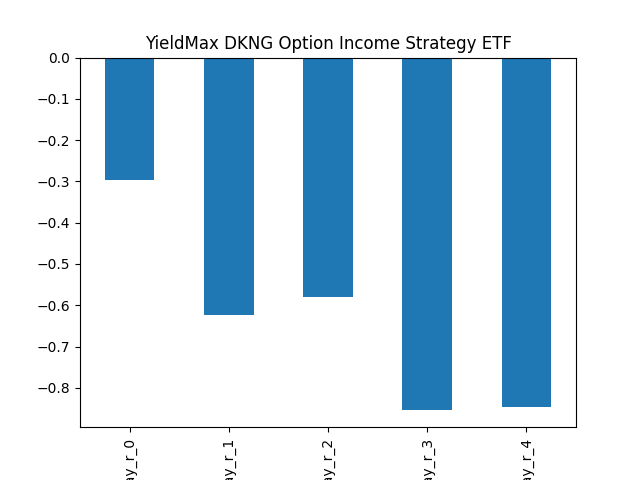 YieldMax DKNG Option Income Strategy ETF
0.0
−0.1
−0.2
−0.3
−0.4
−0.5
−0.6
−0.7
−0.8
ay_r_0
ay_r_1
ay_r_2
ay_r_3
ay_r_4